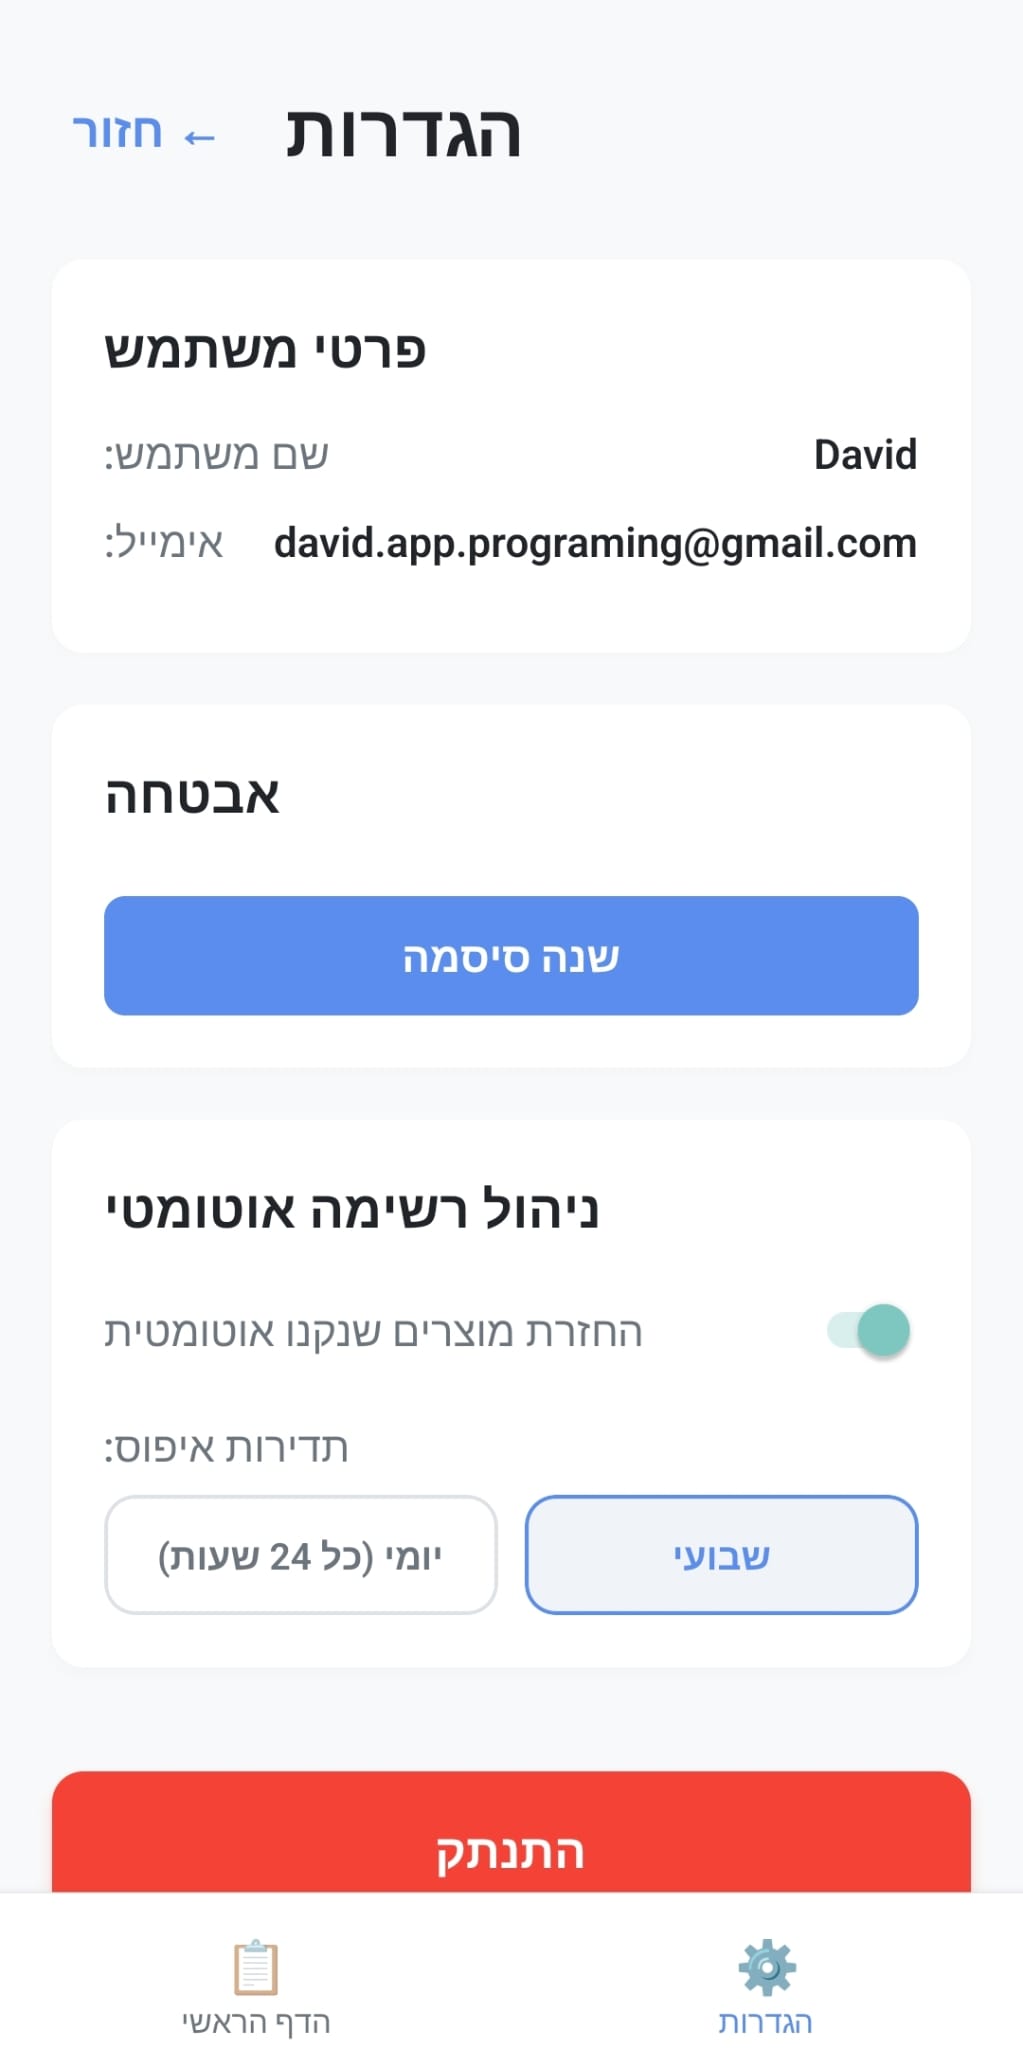 ← חזור
הגדרות
פרטי משתמש
שם משתמש:
David
אימייל:
david.app.programing@gmail.com
אבטחה
שנה סיסמה
ניהול רשימה אוטומטי
החזרת מוצרים שנקנו אוטומטית
תדירות איפוס:
שבועי
יומי (כל 24 שעות)
התנתק
הגדרות
הדף הראשי